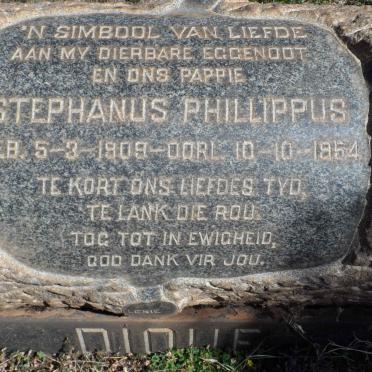 'N SIMBOOL VAN LIEFDE
AAN MY DIERBARE EGGENOOT
EN ONS PAPPIE
STEPHANUS PHILLIPPUS
GEB. 5-3-1909-OORL. 10-10-1954
TE KORT ONS LIEFDES TYD,
TE LANK DIE ROU.
TOG TOT IN EWIGHEID,
GOD DANK VIR JOU.